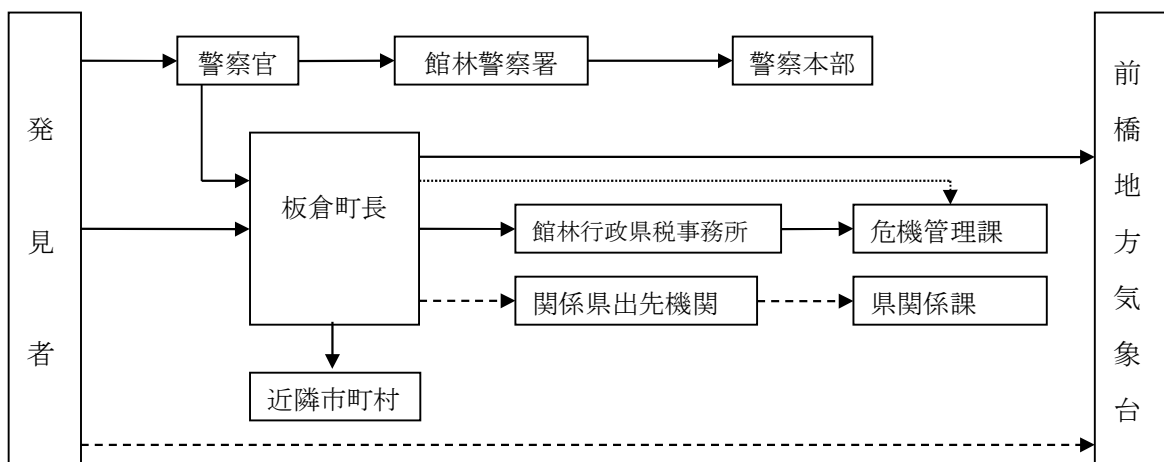 発見者
警察官
館林警察署
警察本部
前橋地方気象台
板倉町長
館林行政県税事務所
危機管理課
関係県出先機関
県関係課
近隣市町村